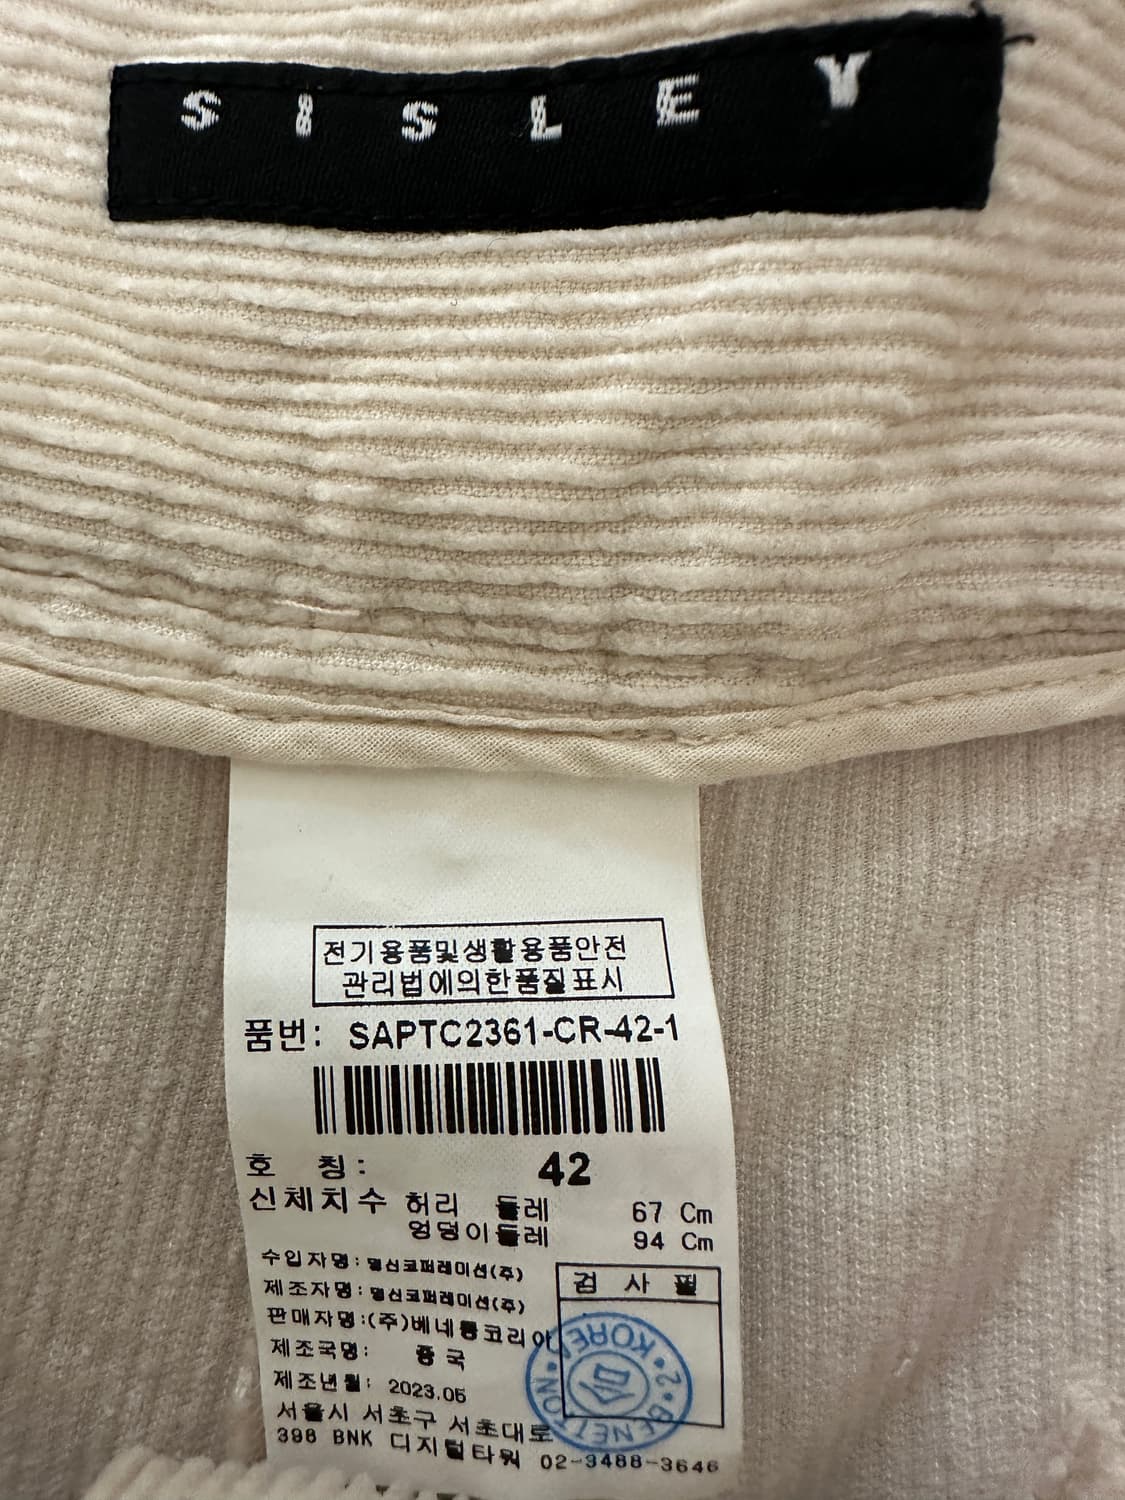 SISLEY
전기용품및생활용품안전
관리법에의한품질표시
품번: SAPTC2361-CR-42-1
호 칭: 42
신체치수 허리 둘레 67 Cm
엉덩이둘레 94 Cm
수입자명: 명신코퍼레이션(주)
제조자명: 명신코퍼레이션(주)
판매자명:(주)베네통코리아
제조국명: 중국
제조년월: 2023.05
서울시 서초구 서초대로
398 BNK 디지털타워 02-3488-3646
검 사 필
BENETTON KOREA 2